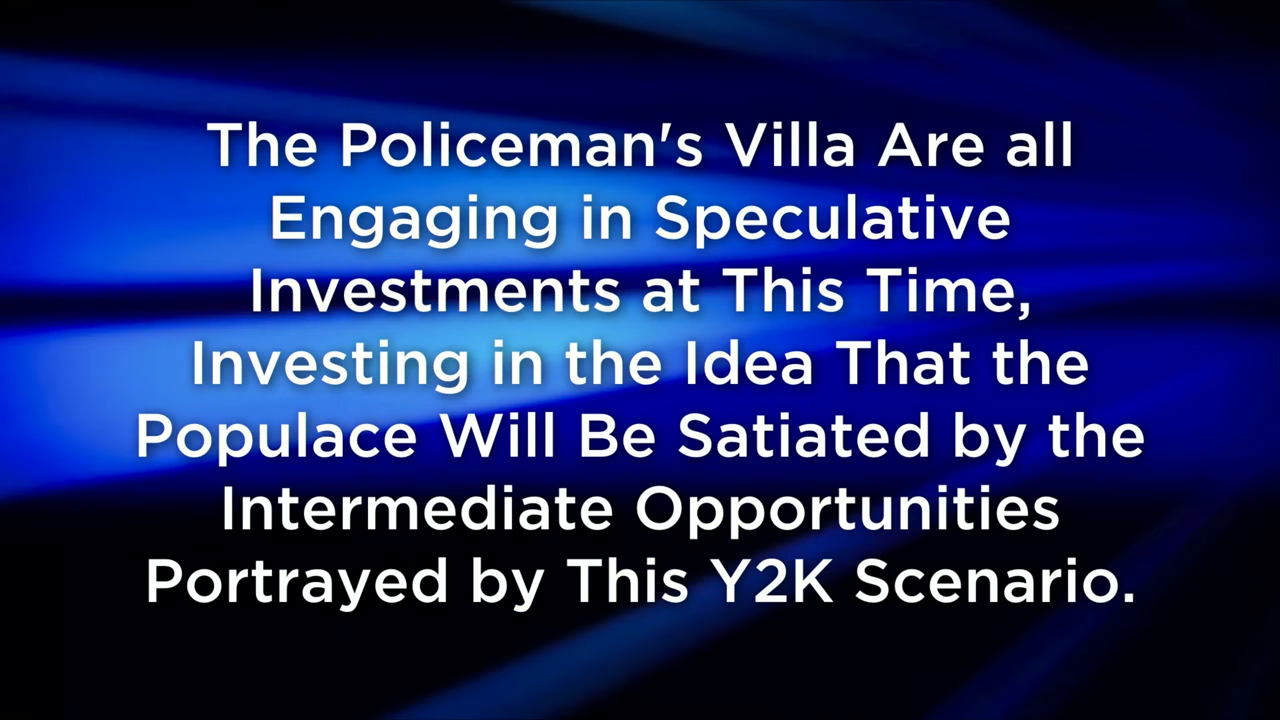 The Policeman's Villa Are all
Engaging in Speculative
Investments at This Time,
Investing in the Idea That the
Populace Will Be Satiated by the
Intermediate Opportunities
Portrayed by This Y2K Scenario.